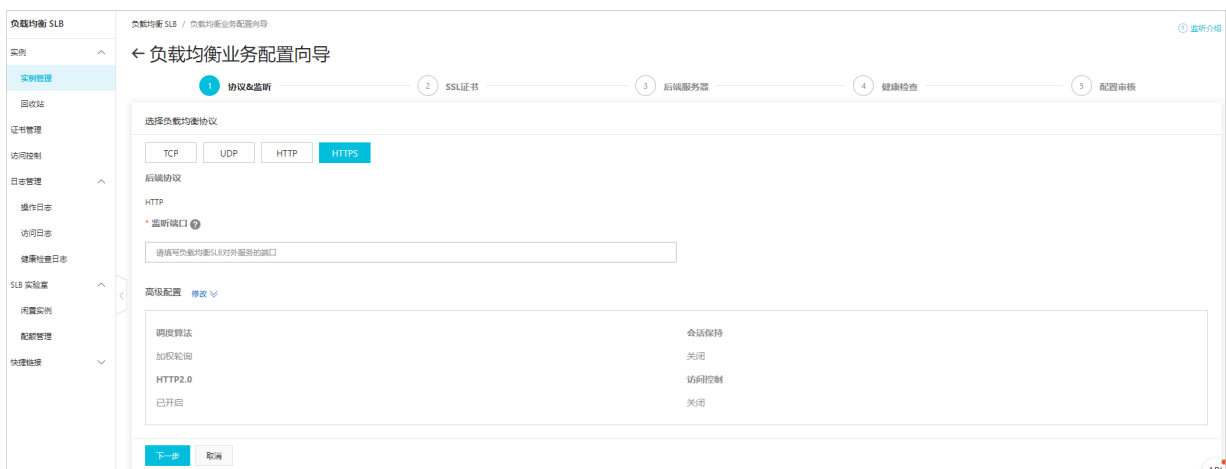 负载均衡 SLB
实例
实例管理
回收站
证书管理
访问控制
日志管理
操作日志
访问日志
健康检查日志
SLB 实验室
闲置实例
配额管理
快捷链接
负载均衡 SLB / 负载均衡业务配置向导
监听介绍
负载均衡业务配置向导
1 协议&监听
2 SSL证书
3 后端服务器
4 健康检查
5 配置审核
选择负载均衡协议
TCP UDP HTTP HTTPS
后端协议
HTTP
* 监听端口
请填写负载均衡SLB对外服务的端口
高级配置 修改
调度算法 会话保持
加权轮询 关闭
HTTP2.0 访问控制
已开启 关闭
下一步 取消